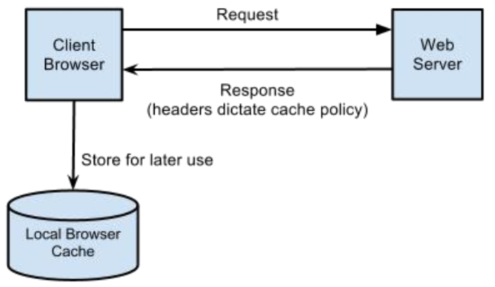 Request
Client
Browser
Web
Server
Response
(headers dictate cache policy)
Store for later use
Local Browser
Cache